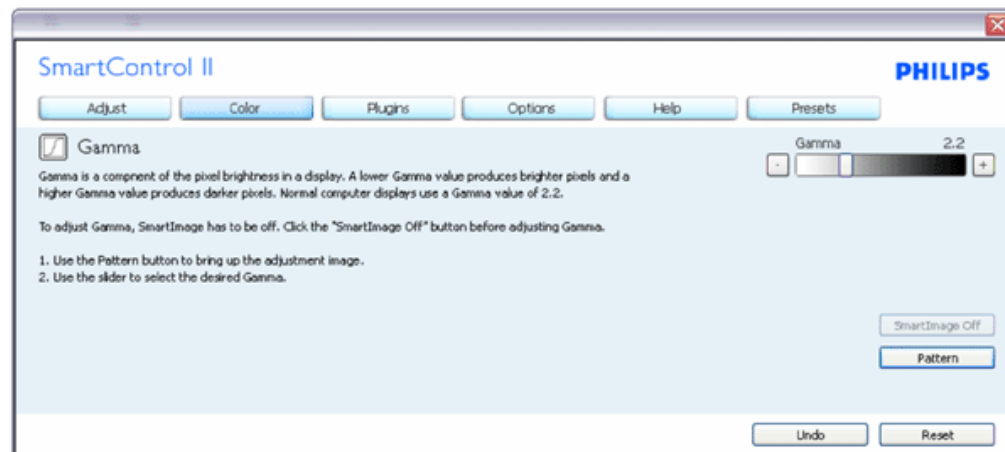 SmartControl II
PHILIPS
Adjust Color Plugins Options Help Presets
Gamma
Gamma 2.2
- +
Gamma is a compnent of the pixel brightness in a display. A lower Gamma value produces brighter pixels and a
higher Gamma value produces darker pixels. Normal computer displays use a Gamma value of 2.2.
To adjust Gamma, SmartImage has to be off. Click the "SmartImage Off" button before adjusting Gamma.
1. Use the Pattern button to bring up the adjustment image.
2. Use the slider to select the desired Gamma.
SmartImage Off
Pattern
Undo Reset